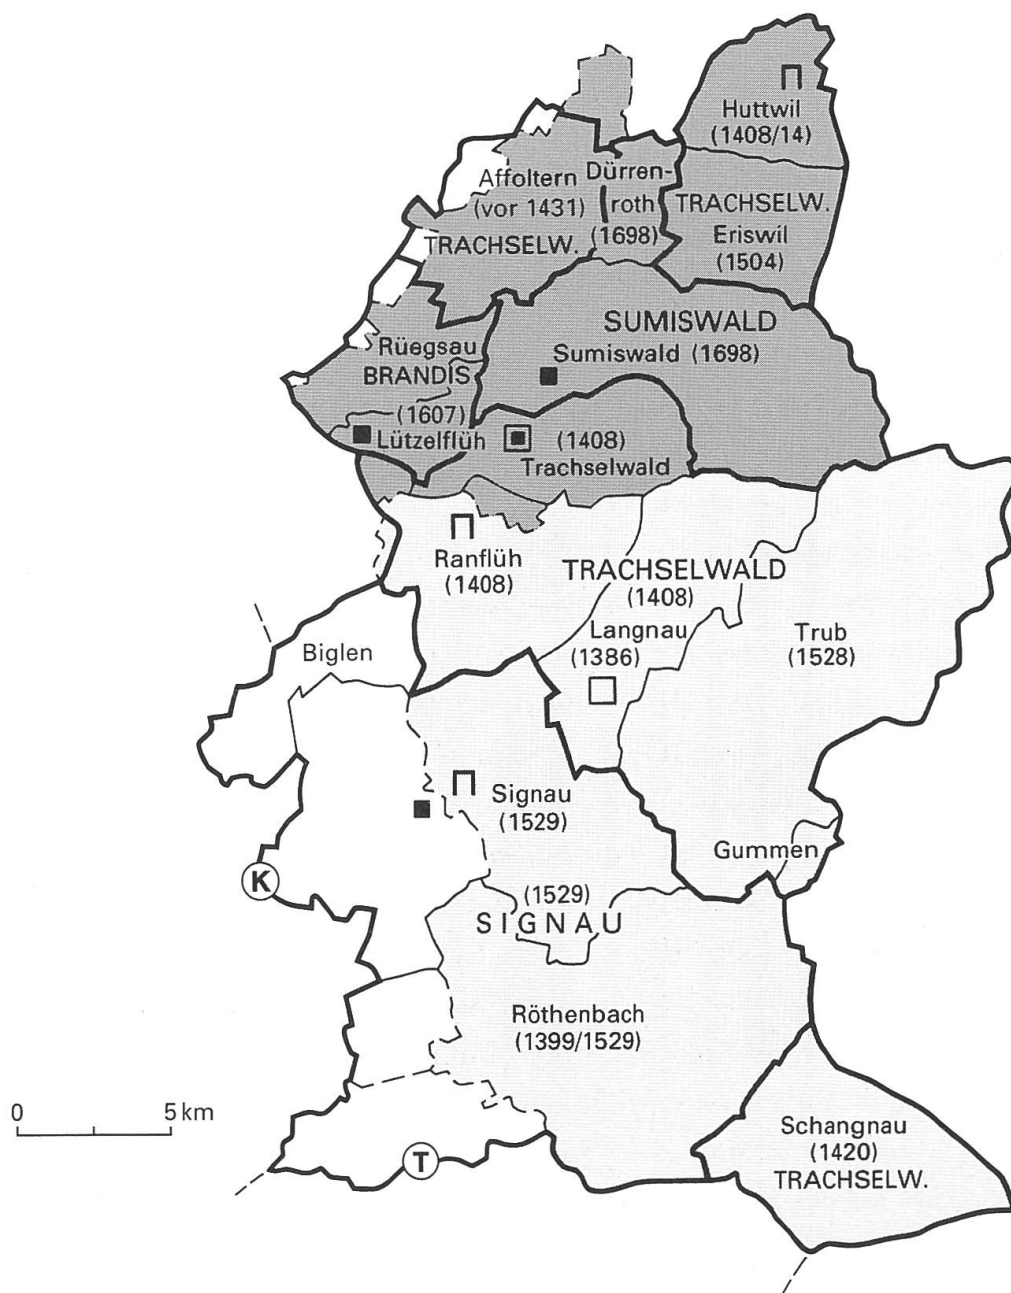 Huttwil
(1408/14)
Affoltern
(vor 1431)
TRACHSELW.
Dürren-
roth
(1698)
TRACHSELW.
Eriswil
(1504)
SUMISWALD
Sumiswald (1698)
Rüegsau
BRANDIS
(1607)
Lützelflüh
(1408)
Trachselwald
Ranflüh
(1408)
TRACHSELWALD
(1408)
Langnau
(1386)
Trub
(1528)
Biglen
Signau
(1529)
Gummen
K
(1529)
SIGNAU
Röthenbach
(1399/1529)
0 5 km
Schangnau
(1420)
TRACHSELW.
T